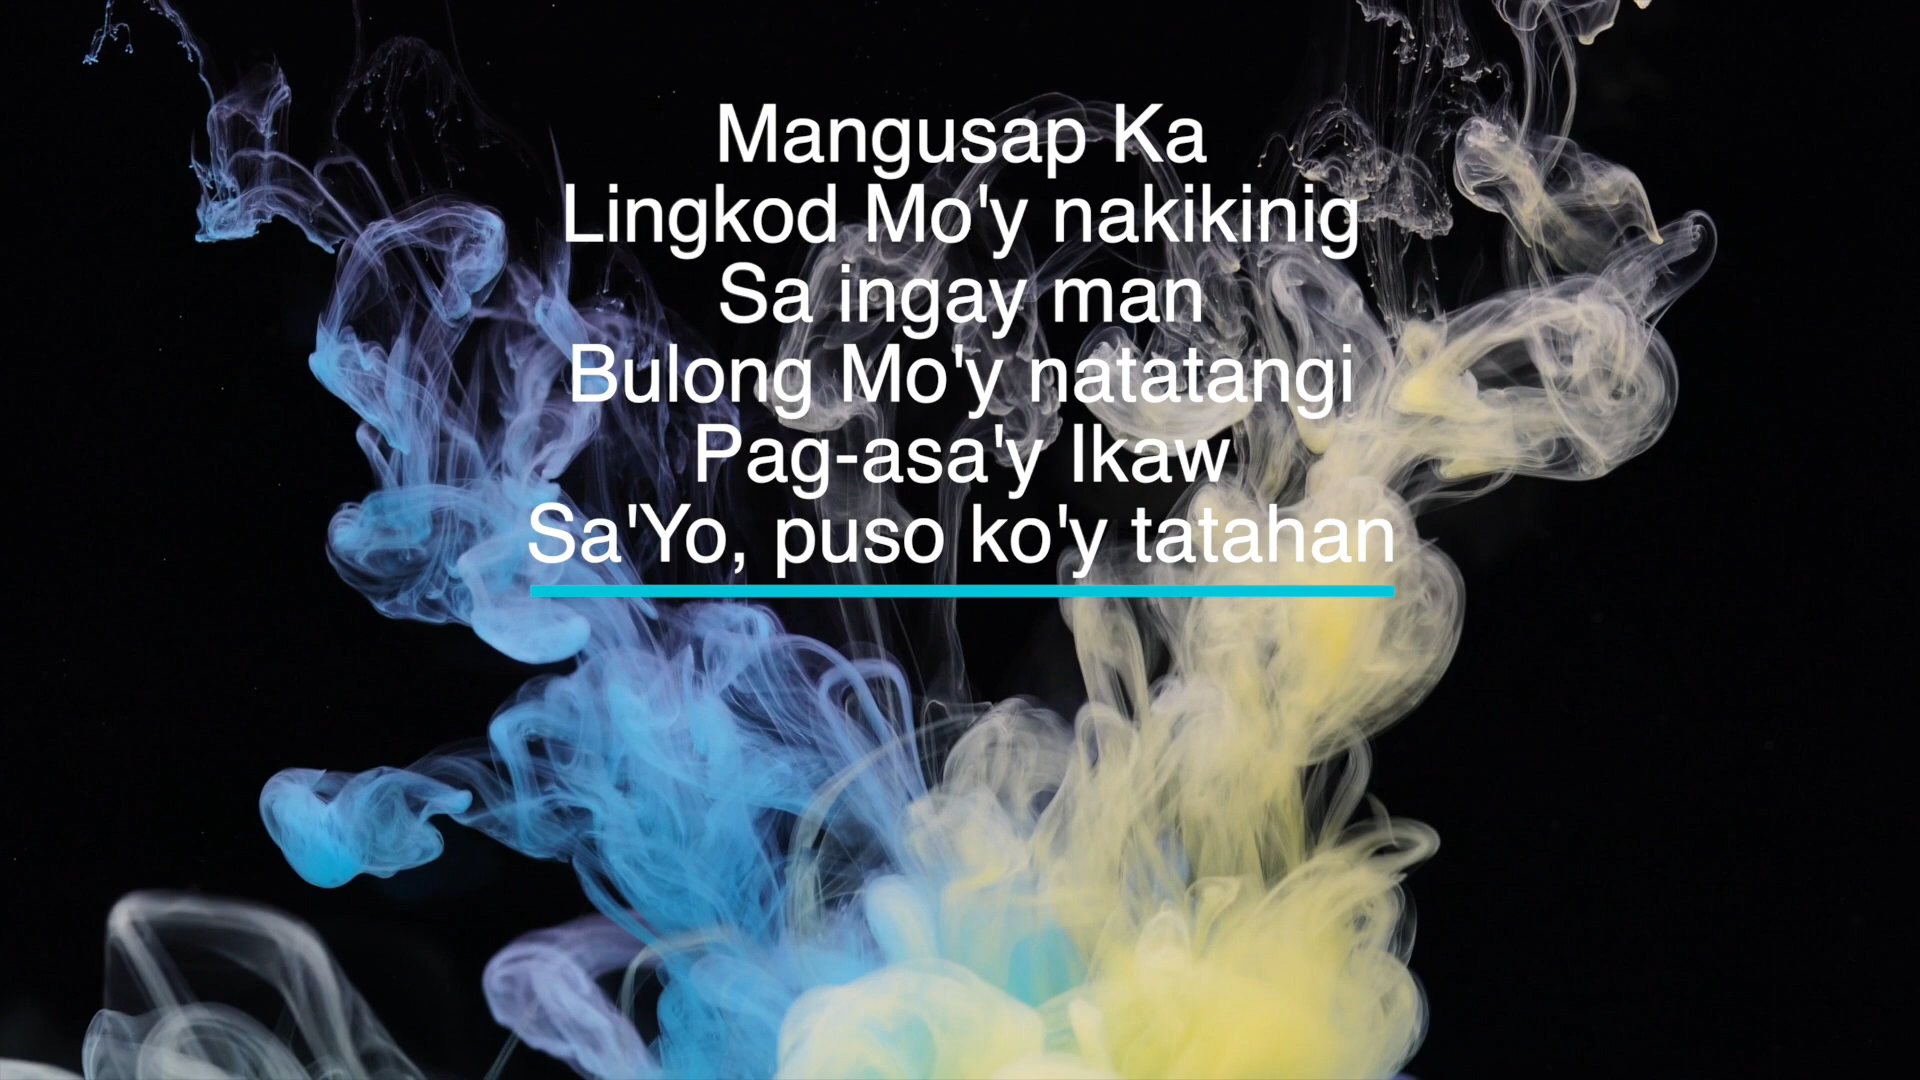 Mangusap Ka
Lingkod Mo'y nakikinig
Sa ingay man
Bulong Mo'y natatangi
Pag-asa'y Ikaw
Sa'Yo, puso ko'y tatahan